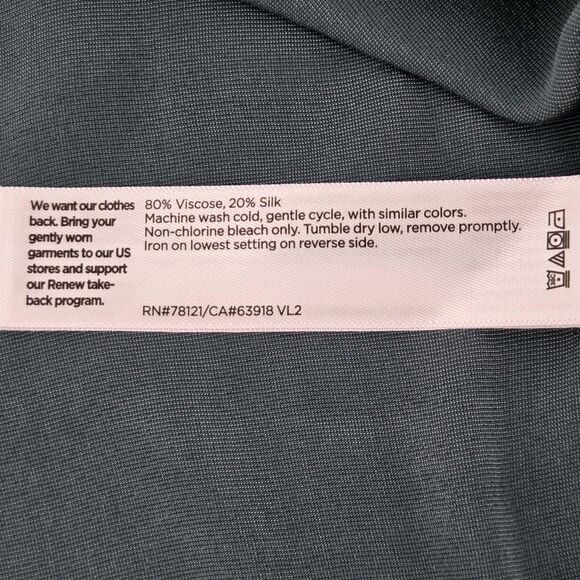 We want our clothes
back. Bring your
gently worn
garments to our US
stores and support
our Renew take-
back program.
80% Viscose, 20% Silk
Machine wash cold, gentle cycle, with similar colors.
Non-chlorine bleach only. Tumble dry low, remove promptly.
Iron on lowest setting on reverse side.
RN#78121/CA#63918 VL2